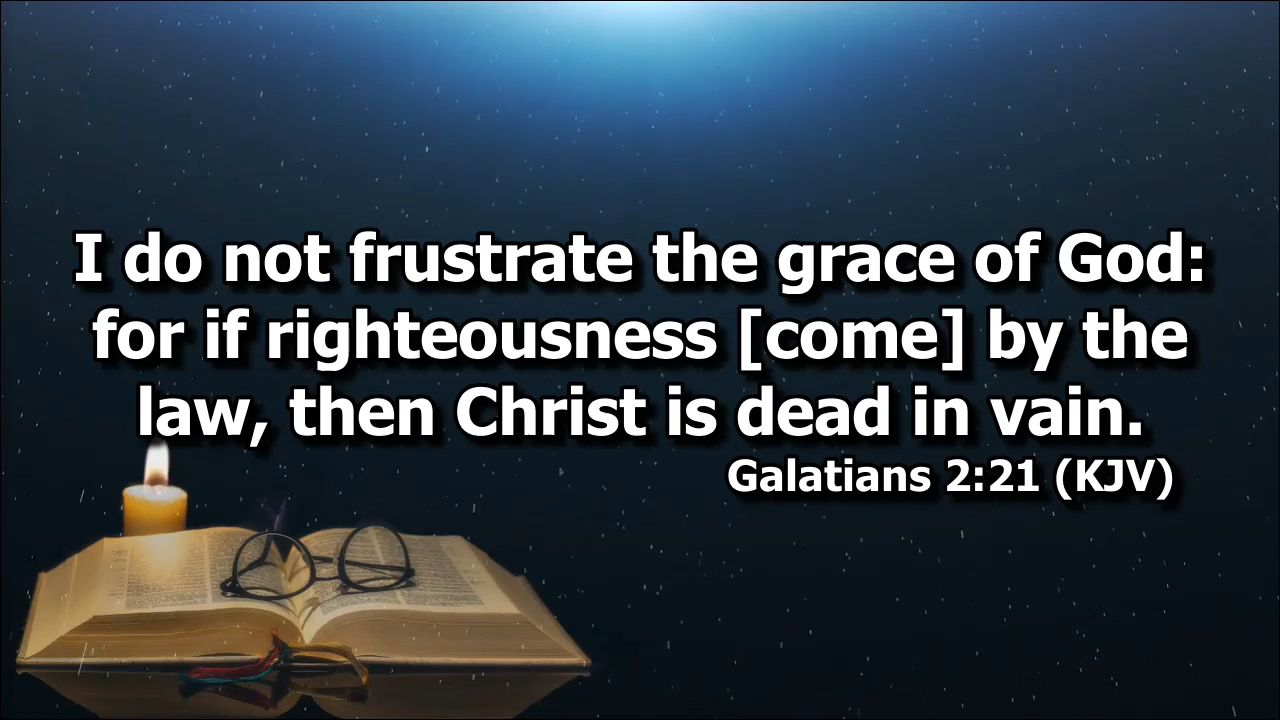 I do not frustrate the grace of God:
for if righteousness [come] by the
law, then Christ is dead in vain.
Galatians 2:21 (KJV)